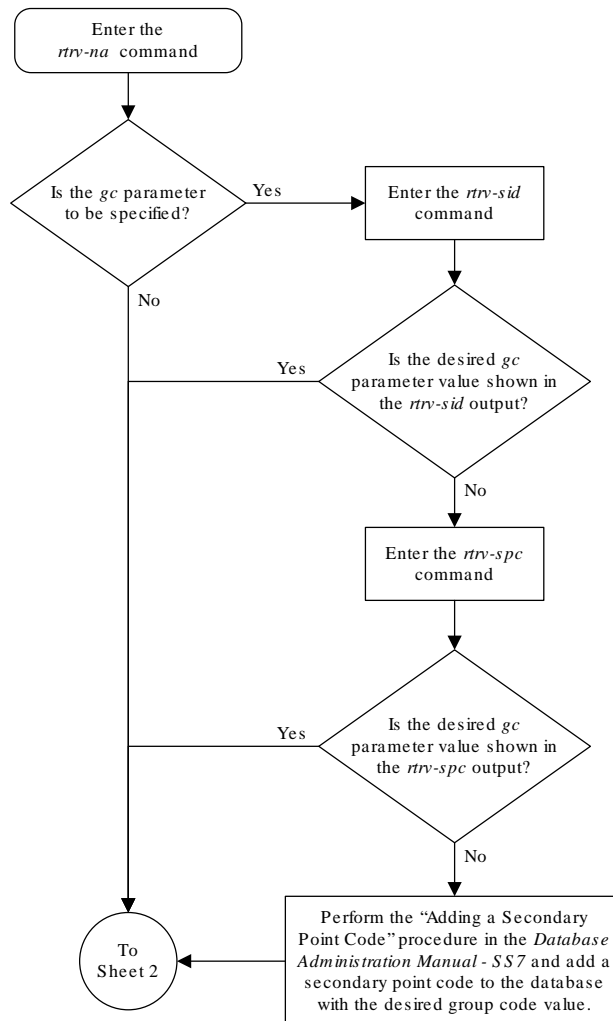 Enter the
rtrv-na command
Is the gc parameter
to be specified?
Yes
No
Enter the rtrv-sid
command
Is the desired gc
parameter value shown in
the rtrv-sid output?
Yes
No
Enter the rtrv-spc
command
Is the desired gc
parameter value shown in
the rtrv-spc output?
Yes
No
Perform the “Adding a Secondary
Point Code” procedure in the Database
Administration Manual - SS7 and add a
secondary point code to the database
with the desired group code value.
To
Sheet 2